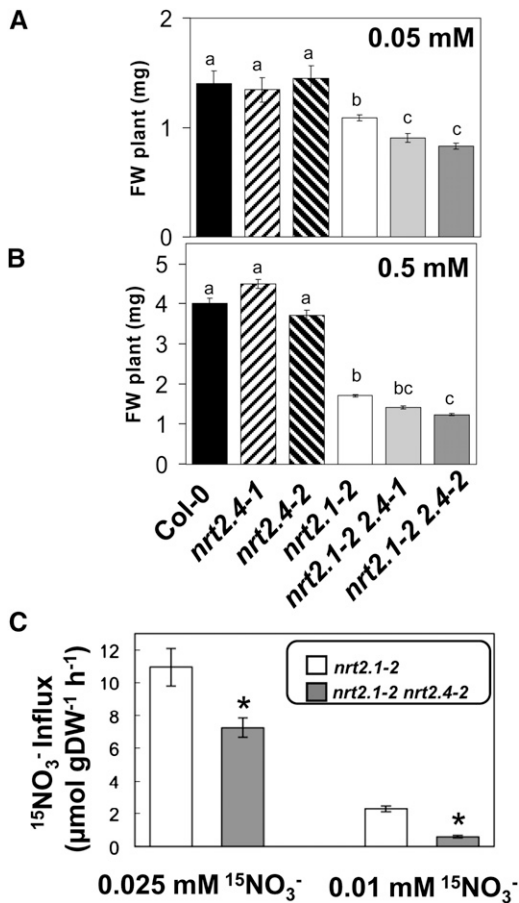 A
0.05 mM
FW plant (mg)
2
1
0
a
a
a
b
c
c
B
0.5 mM
FW plant (mg)
5
4
3
2
1
0
a
a
a
b
bc
c
Col-0
nrt2.4-1
nrt2.4-2
nrt2.1-2
nrt2.1-2 2.4-1
nrt2.1-2 2.4-2
C
¹⁵NO₃⁻ Influx
(µmol gDW⁻¹ h⁻¹)
12
10
8
6
4
2
0
nrt2.1-2
nrt2.1-2 nrt2.4-2
*
*
0.025 mM ¹⁵NO₃⁻
0.01 mM ¹⁵NO₃⁻